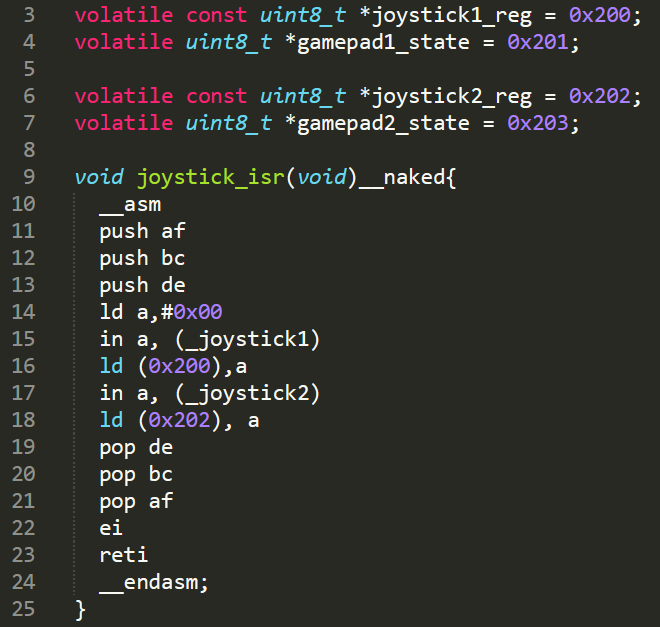 3 volatile const uint8_t *joystick1_reg = 0x200;
4 volatile uint8_t *gamepad1_state = 0x201;
5
6 volatile const uint8_t *joystick2_reg = 0x202;
7 volatile uint8_t *gamepad2_state = 0x203;
8
9 void joystick_isr(void)__naked{
10 __asm
11 push af
12 push bc
13 push de
14 ld a,#0x00
15 in a, (_joystick1)
16 ld (0x200),a
17 in a, (_joystick2)
18 ld (0x202), a
19 pop de
20 pop bc
21 pop af
22 ei
23 reti
24 __endasm;
25 }